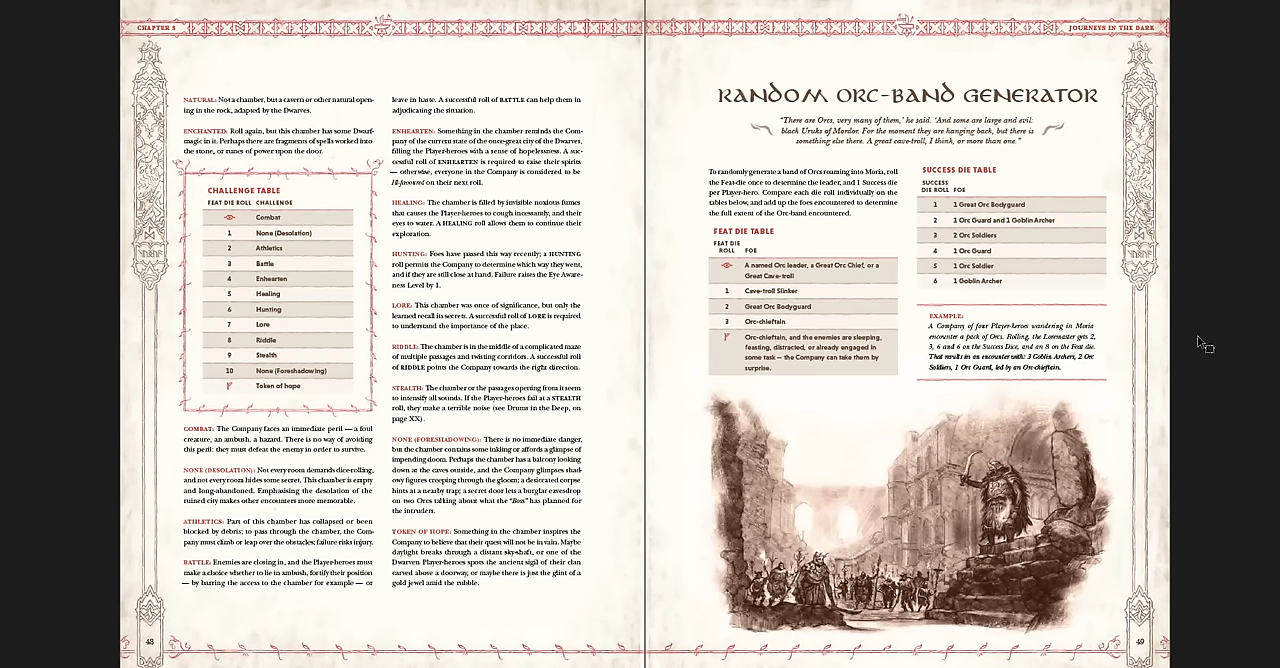 CHAPTER 5
NATURAL: Not a chamber, but a cavern or other natural open-
ing in the rock, adapted by the Dwarves.
ENCHANTED: Roll again, but this chamber has some Dwarf-
magic in it. Perhaps there are fragments of spells worked into
the stone, or runes of power upon the door.
CHALLENGE TABLE
FEAT DIE ROLL CHALLENGE
Combat
1 None (Desolation)
2 Athletics
3 Battle
4 Enhearten
5 Healing
6 Hunting
7 Lore
8 Riddle
9 Stealth
10 None (Foreshadowing)
Token of hope
COMBAT: The Company faces an immediate peril — a foul
creature, an ambush, a hazard. There is no way of avoiding
this peril: they must defeat the enemy in order to survive.
NONE (DESOLATION): Not every room demands dice-rolling,
and not every room hides some secret. This chamber is empty
and long-abandoned. Emphasising the desolation of the
ruined city makes other encounters more memorable.
ATHLETICS: Part of this chamber has collapsed or been
blocked by debris; to pass through the chamber, the Com-
pany must climb or leap over the obstacles; failure risks injury.
BATTLE: Enemies are closing in, and the Player-heroes must
make a choice whether to lie in ambush, fortify their position
— by barring the access to the chamber for example — or
leave in haste. A successful roll of BATTLE can help them in
adjudicating the situation.
ENHEARTEN: Something in the chamber reminds the Com-
pany of the current state of the once-great city of the Dwarves,
filling the Player-heroes with a sense of hopelessness. A suc-
cessful roll of ENHEARTEN is required to raise their spirits
— otherwise, everyone in the Company is considered to be
Ill-favoured on their next roll.
HEALING: The chamber is filled by invisible noxious fumes
that causes the Player-heroes to cough incessantly, and their
eyes to water. A HEALING roll allows them to continue their
exploration.
HUNTING: Foes have passed this way recently; a HUNTING
roll permits the Company to determine which way they went,
and if they are still close at hand. Failure raises the Eye Aware-
ness Level by 1.
LORE: This chamber was once of significance, but only the
learned recall its secrets. A successful roll of LORE is required
to understand the importance of the place.
RIDDLE: The chamber is in the middle of a complicated maze
of multiple passages and twisting corridors. A successful roll
of RIDDLE points the Company towards the right direction.
STEALTH: The chamber or the passages opening from it seem
to intensify all sounds. If the Player-heroes fail at a STEALTH
roll, they make a terrible noise (see Drums in the Deep, on
page XX).
NONE (FORESHADOWING): There is no immediate danger,
but the chamber contains some inkling or affords a glimpse of
impending doom. Perhaps the chamber has a balcony looking
down at the caves outside, and the Company glimpses shad-
owy figures creeping through the gloom; a desiccated corpse
hints at a nearby trap; a secret door lets a burglar eavesdrop
on two Orcs talking about what the "Boss" has planned for
the intruders.
TOKEN OF HOPE: Something in the chamber inspires the
Company to believe that their quest will not be in vain. Maybe
daylight breaks through a distant sky-shaft, or one of the
Dwarven Player-heroes spots the ancient sigil of their clan
carved above a doorway, or maybe there is just the glint of a
gold jewel amid the rubble.
48
JOURNEYS IN THE DARK
RANDOM ORC-BAND GENERATOR
"There are Orcs, very many of them,' he said. 'And some are large and evil:
black Uruks of Mordor. For the moment they are hanging back, but there is
something else there. A great cave-troll, I think, or more than one."
To randomly generate a band of Orcs roaming into Moria, roll
the Feat die once to determine the leader, and 1 Success die
per Player-hero. Compare each die roll individually on the
tables below, and add up the foes encountered to determine
the full extent of the Orc-band encountered.
FEAT DIE TABLE
FEAT DIE
ROLL FOE
A named Orc leader, a Great Orc Chief, or a
Great Cave-troll
1 Cave-troll Slinker
2 Great Orc Bodyguard
3 Orc-chieftain
Orc-chieftain, and the enemies are sleeping,
feasting, distracted, or already engaged in
some task — the Company can take them by
surprise.
SUCCESS DIE TABLE
SUCCESS
DIE ROLL FOE
1 1 Great Bodyguard
2 1 Orc Guard and 1 Goblin Archer
3 2 Orc Soldiers
4 1 Orc Guard
5 1 Orc Soldier
6 1 Goblin Archer
EXAMPLE:
A Company of four Player-heroes wandering in Moria
encounter a pack of Orcs. Rolling, the Loremaster gets 2,
3, 6 and 6 on the Success Dice, and an 8 on the Feat die.
That results in an encounter with: 3 Goblin Archers, 2 Orc
Soldiers, 1 Orc Guard, led by an Orc-chieftain.
49